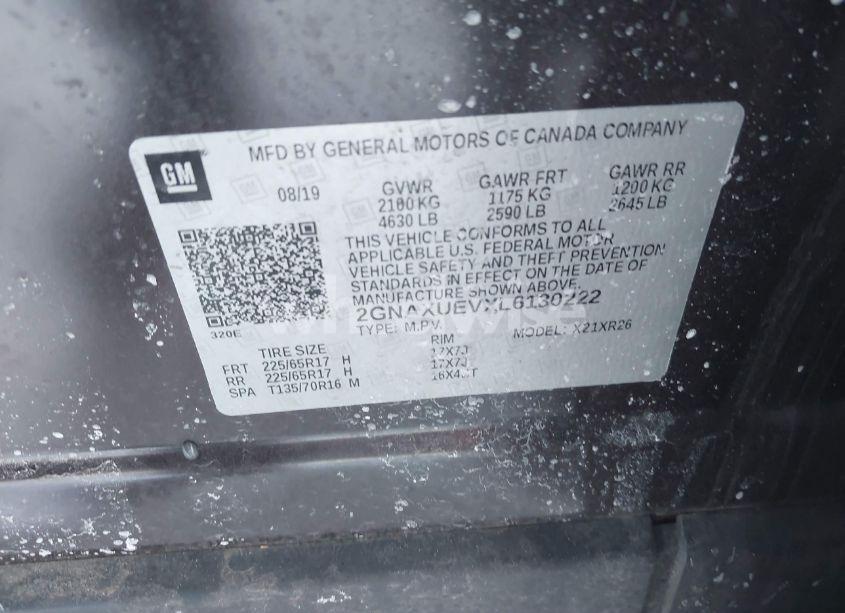 GM
MFD BY GENERAL MOTORS OF CANADA COMPANY
08/19 GVWR GAWR FRT GAWR RR
2100 KG 1175 KG 1200 KG
4630 LB 2590 LB 2645 LB
THIS VEHICLE CONFORMS TO ALL
APPLICABLE U.S. FEDERAL MOTOR
VEHICLE SAFETY AND THEFT PREVENTION
STANDARDS IN EFFECT ON THE DATE OF
MANUFACTURE SHOWN ABOVE.
2GNAXUEVXL6130222
320E TYPE: M.P.V. MODEL: X21XR26
TIRE SIZE RIM
FRT 225/65R17 H 17X7J
RR 225/65R17 H 17X7J
SPA T135/70R16 M